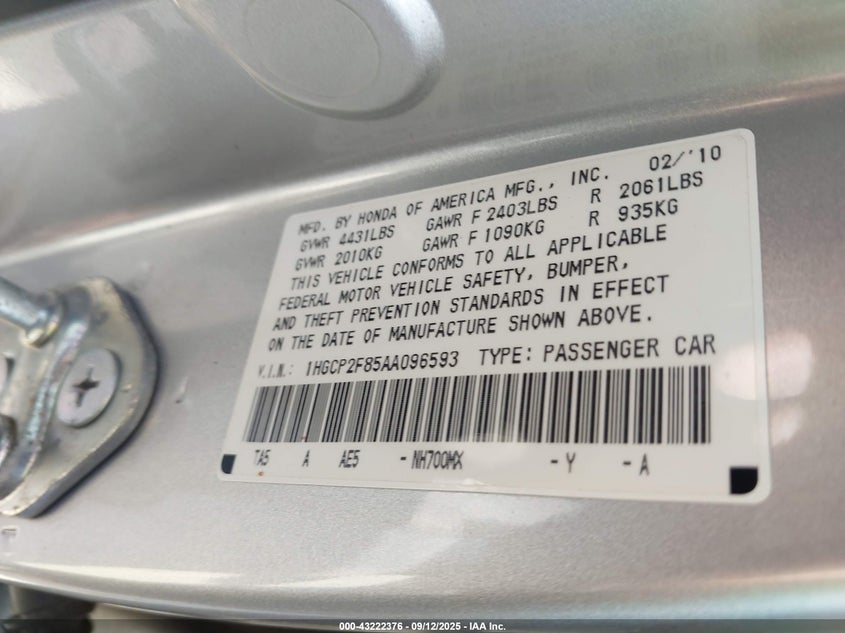 MFD. BY HONDA OF AMERICA MFG., INC. 02/'10
GVWR 4431LBS GAWR F 2403LBS R 2061LBS
GVWR 2010KG GAWR F 1090KG R 935KG
THIS VEHICLE CONFORMS TO ALL APPLICABLE
FEDERAL MOTOR VEHICLE SAFETY, BUMPER,
AND THEFT PREVENTION STANDARDS IN EFFECT
ON THE DATE OF MANUFACTURE SHOWN ABOVE.
V.I.N.: 1HGCP2F85AA096593 TYPE: PASSENGER CAR
TA5 A AE5 -NH700MX -Y -A
000-43222376 | 09/12/2025 | IAA Inc.